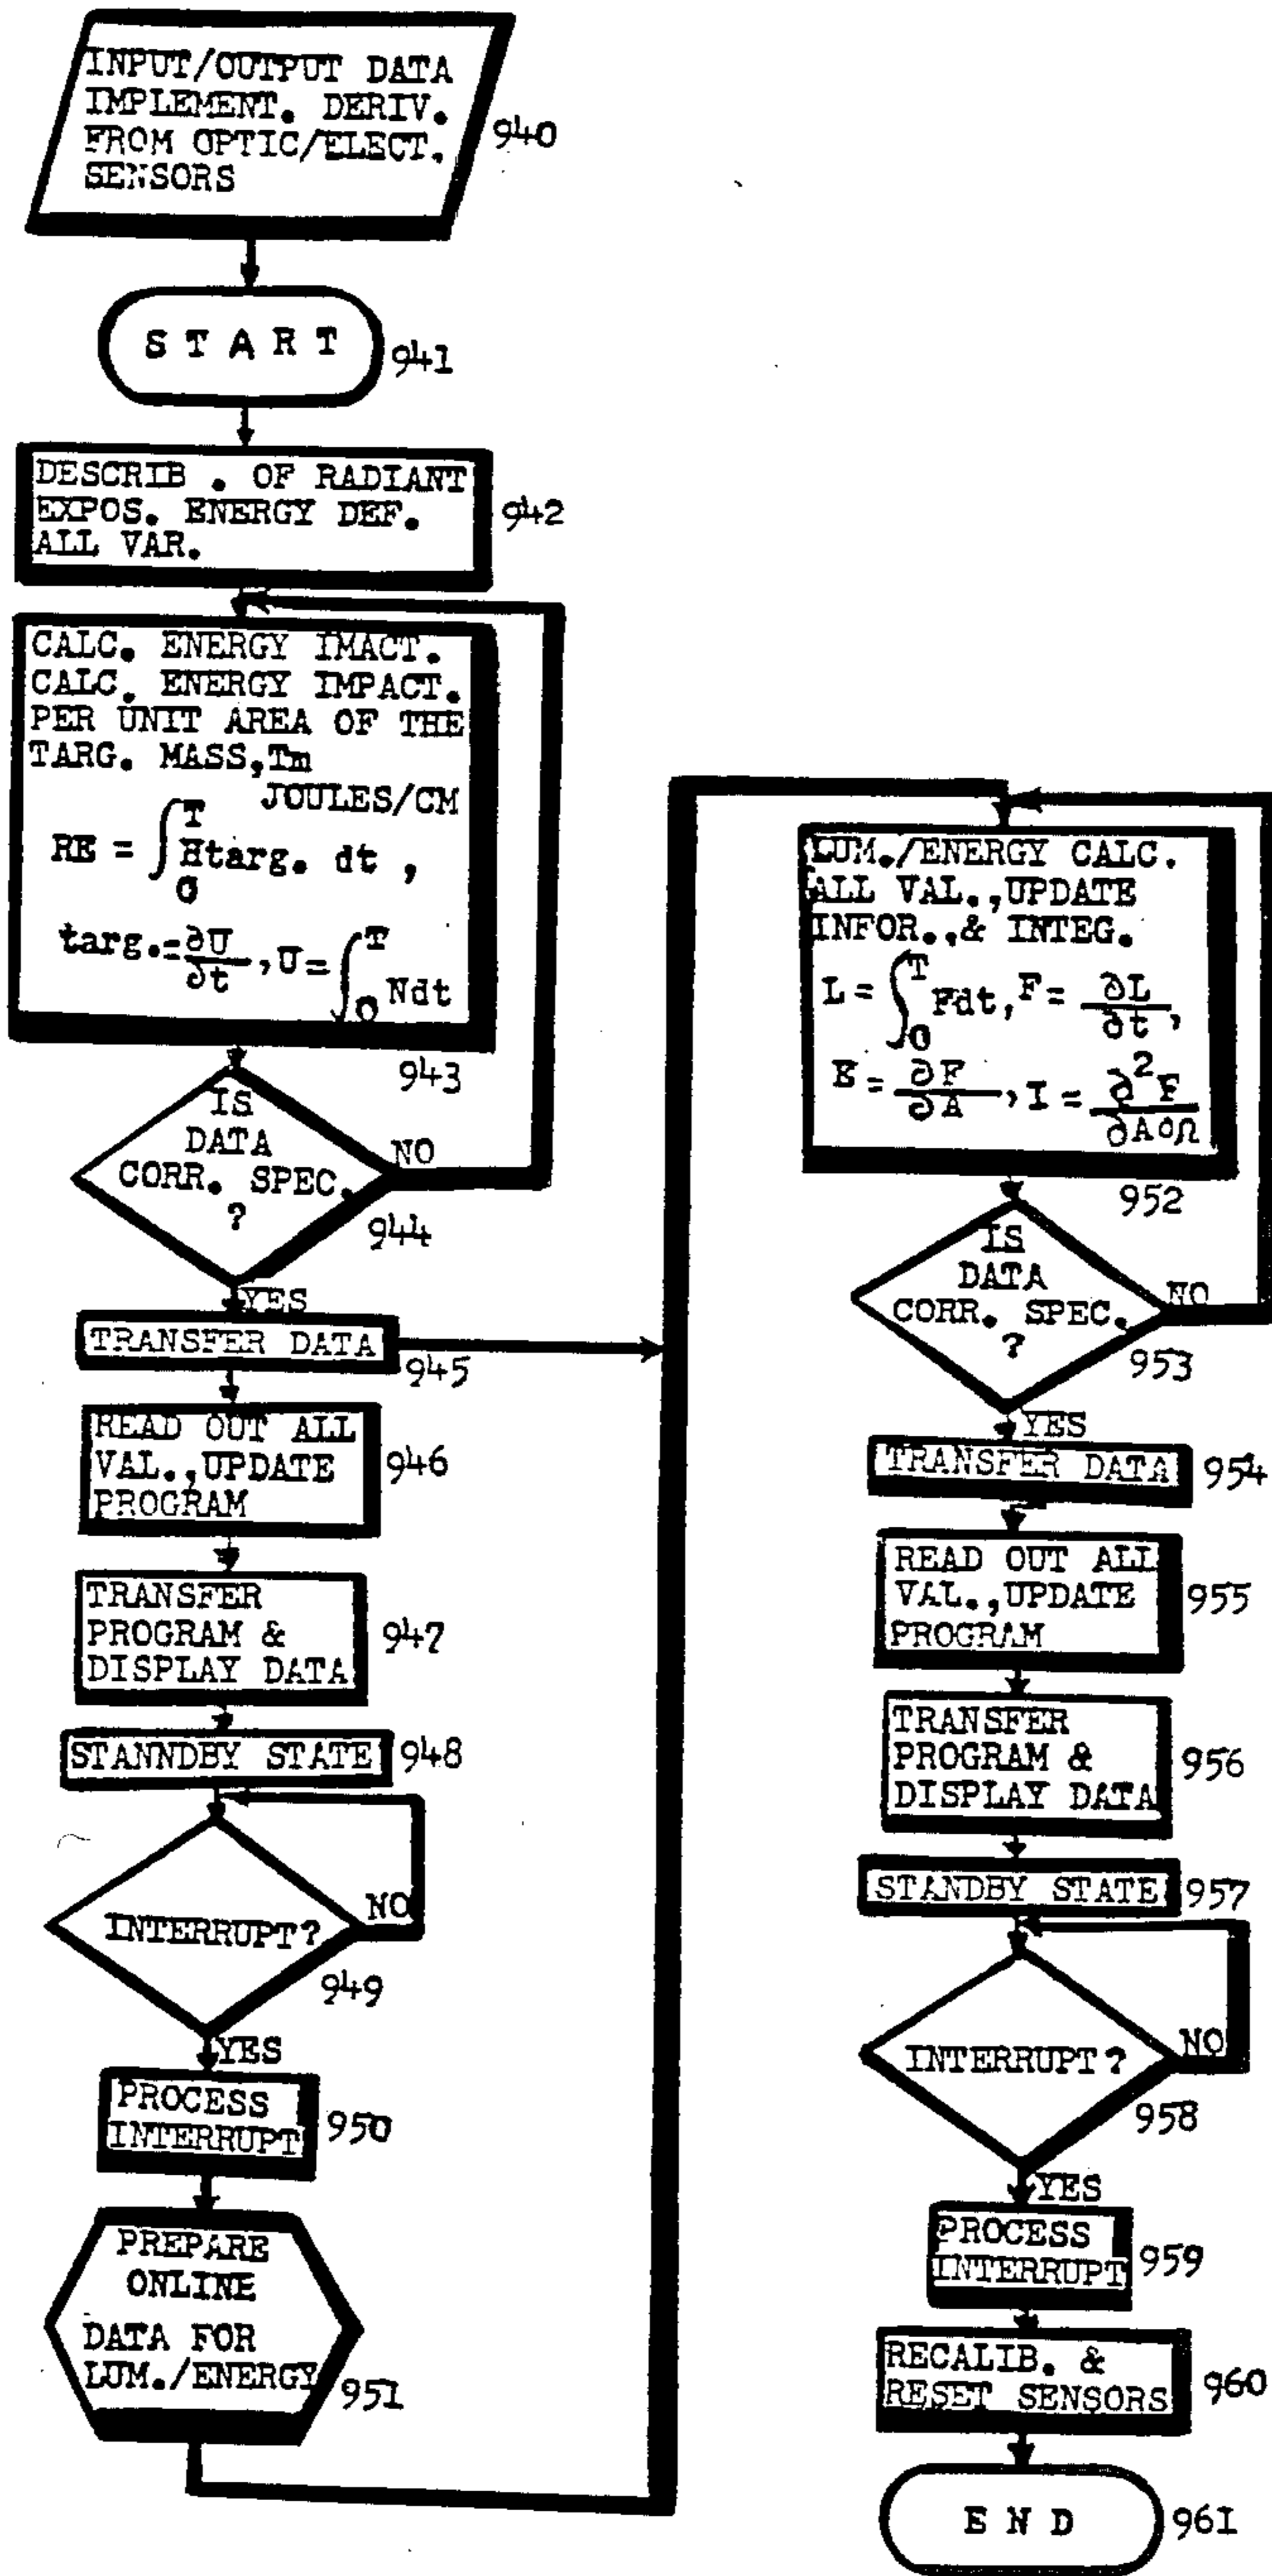 INPUT/OUTPUT DATA
IMPLEMENT. DERIV.
FROM OPTIC/ELECT.
SENSORS
940
START
941
DESCRIB . OF RADIANT
EXPOS. ENERGY DEF.
ALL VAR.
942
CALC. ENERGY IMACT.
CALC. ENERGY IMPACT.
PER UNIT AREA OF THE
TARG. MASS,Tm
JOULES/CM
RE = ∫₀ᵀ Htarg. dt ,
targ.=∂U/∂t, U=∫₀ᵀ Ndt
943
IS
DATA
CORR. SPEC.
?
NO
944
YES
TRANSFER DATA
945
READ OUT ALL
VAL.,UPDATE
PROGRAM
946
TRANSFER
PROGRAM &
DISPLAY DATA
947
STANNDBY STATE
948
INTERRUPT?
NO
949
YES
PROCESS
INTERRUPT
950
PREPARE
ONLINE
DATA FOR
LUM./ENERGY
951
LUM./ENERGY CALC.
ALL VAL.,UPDATE
INFOR.,& INTEG.
L=∫₀ᵀ Fdt, F=∂L/∂t,
E=∂F/∂A, I=∂²F/∂A∂Ω
952
IS
DATA
CORR. SPEC.
?
NO
953
YES
TRANSFER DATA
954
READ OUT ALL
VAL.,UPDATE
PROGRAM
955
TRANSFER
PROGRAM &
DISPLAY DATA
956
STANDBY STATE
957
INTERRUPT?
NO
958
YES
PROCESS
INTERRUPT
959
RECALIB. &
RESET SENSORS
960
END
961